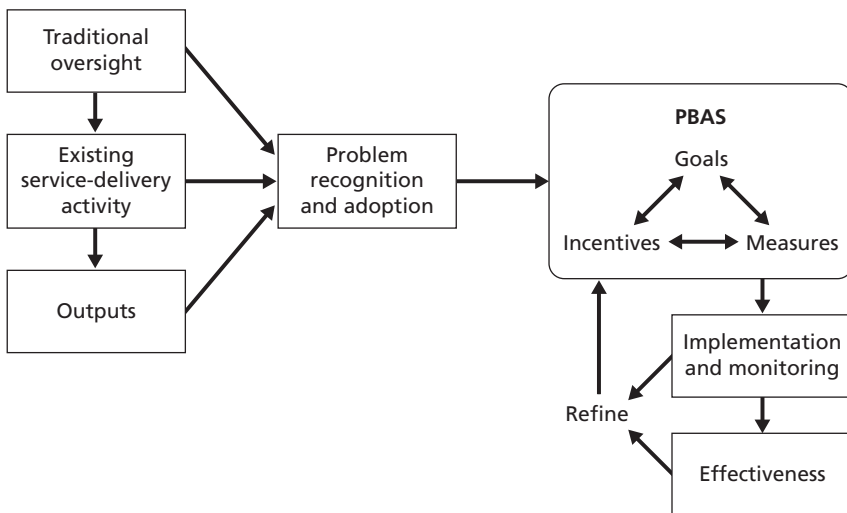 Traditional
oversight
Existing
service-delivery
activity
Outputs
Problem
recognition
and adoption
PBAS
Goals
Incentives
Measures
Implementation
and monitoring
Refine
Effectiveness